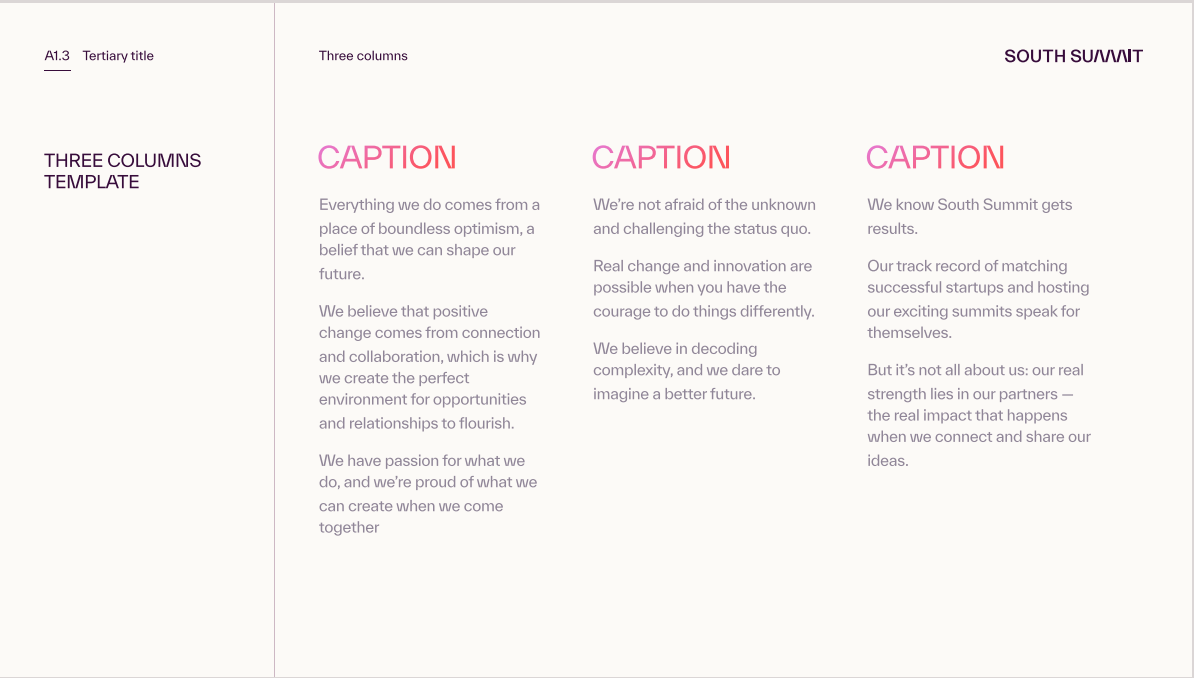 A1.3 Tertiary title
Three columns
SOUTH SUMMIT
THREE COLUMNS
TEMPLATE
CAPTION
Everything we do comes from a
place of boundless optimism, a
belief that we can shape our
future.
We believe that positive
change comes from connection
and collaboration, which is why
we create the perfect
environment for opportunities
and relationships to flourish.
We have passion for what we
do, and we’re proud of what we
can create when we come
together
CAPTION
We’re not afraid of the unknown
and challenging the status quo.
Real change and innovation are
possible when you have the
courage to do things differently.
We believe in decoding
complexity, and we dare to
imagine a better future.
CAPTION
We know South Summit gets
results.
Our track record of matching
successful startups and hosting
our exciting summits speak for
themselves.
But it’s not all about us: our real
strength lies in our partners —
the real impact that happens
when we connect and share our
ideas.